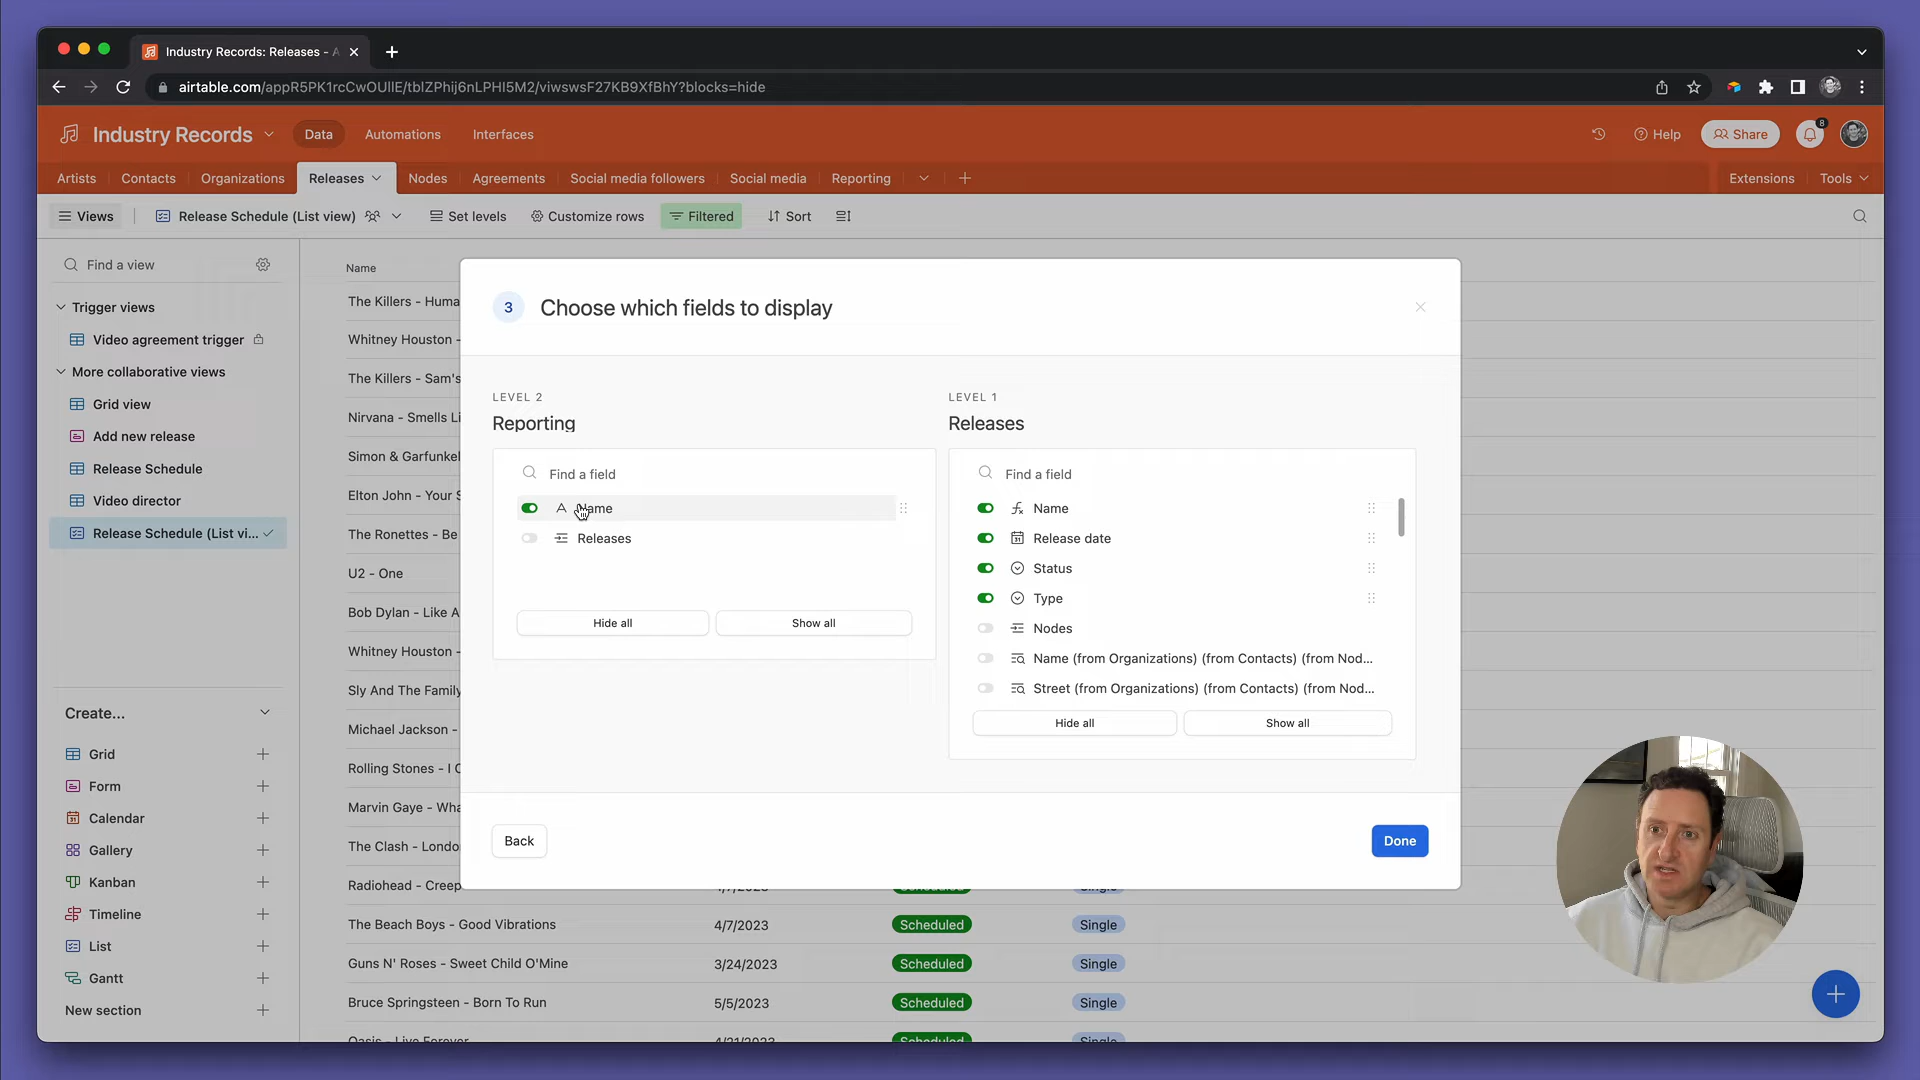 Industry Records: Releases - A
airtable.com/appR5PK1rcCwOUIlE/tblZPhij6nLPHI5M2/viwswsF27KB9XfBhY?blocks=hide
Industry Records
Data
Automations
Interfaces
Help
Share
8
Artists
Contacts
Organizations
Releases
Nodes
Agreements
Social media followers
Social media
Reporting
Extensions
Tools
Views
Release Schedule (List view)
Set levels
Customize rows
Filtered
Sort
Find a view
Trigger views
Video agreement trigger
More collaborative views
Grid view
Add new release
Release Schedule
Video director
Release Schedule (List vi...
Create...
Grid
Form
Calendar
Gallery
Kanban
Timeline
List
Gantt
New section
Name
The Killers - Huma
Whitney Houston -
The Killers - Sam's
Nirvana - Smells Li
Simon & Garfunkel
Elton John - Your S
The Ronettes - Be
U2 - One
Bob Dylan - Like A
Whitney Houston -
Sly And The Family
Michael Jackson -
Rolling Stones - I C
Marvin Gaye - Wha
The Clash - Londo
Radiohead - Creep
The Beach Boys - Good Vibrations 4/7/2023 Scheduled Single
Guns N' Roses - Sweet Child O'Mine 3/24/2023 Scheduled Single
Bruce Springsteen - Born To Run 5/5/2023 Scheduled Single
Oasis - Live Forever 4/21/2023 Scheduled Single
3 Choose which fields to display
LEVEL 2
Reporting
Find a field
Name
Releases
Hide all
Show all
LEVEL 1
Releases
Find a field
Name
Release date
Status
Type
Nodes
Name (from Organizations) (from Contacts) (from Nod...
Street (from Organizations) (from Contacts) (from Nod...
Hide all
Show all
Back
Done